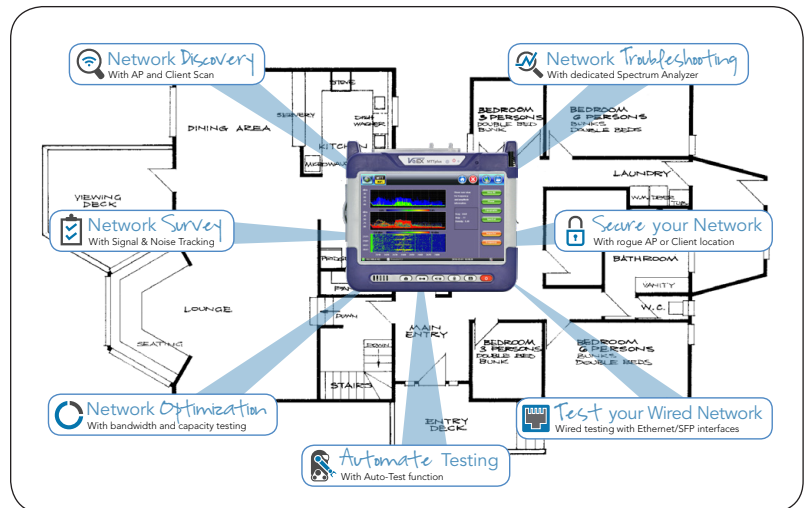 Network Discovery
With AP and Client Scan
Network Troubleshooting
With dedicated Spectrum Analyzer
STOVE
SERVERY
DISH
WASHER
DINING AREA
KITCHEN
MICROWAVE
BEDROOM
3 PERSONS
DOUBLE BED
BUNK
BEDROOM
6 PERSONS
BUNKS
DOUBLE BEDS
VeEX
LAUNDRY
VIEWING
DECK
W.M.
DRYER
TUB
Network Survey
With Signal & Noise Tracking
Secure your Network
With rogue AP or Client location
BATHROOM
VANITY
W.C.
LOUNGE
SEATING
DOWN
MAIN
ENTRY
DOWN
STAIRS
BEDROOM
3 PERSONS
DOUBLE BED
BUNK
BEDROOM
6 PERSONS
BUNKS
DOUBLE BEDS
Network Optimization
With bandwidth and capacity testing
ENTRY
DECK
Test your Wired Network
Wired testing with Ethernet/SFP interfaces
Automate Testing
With Auto-Test function